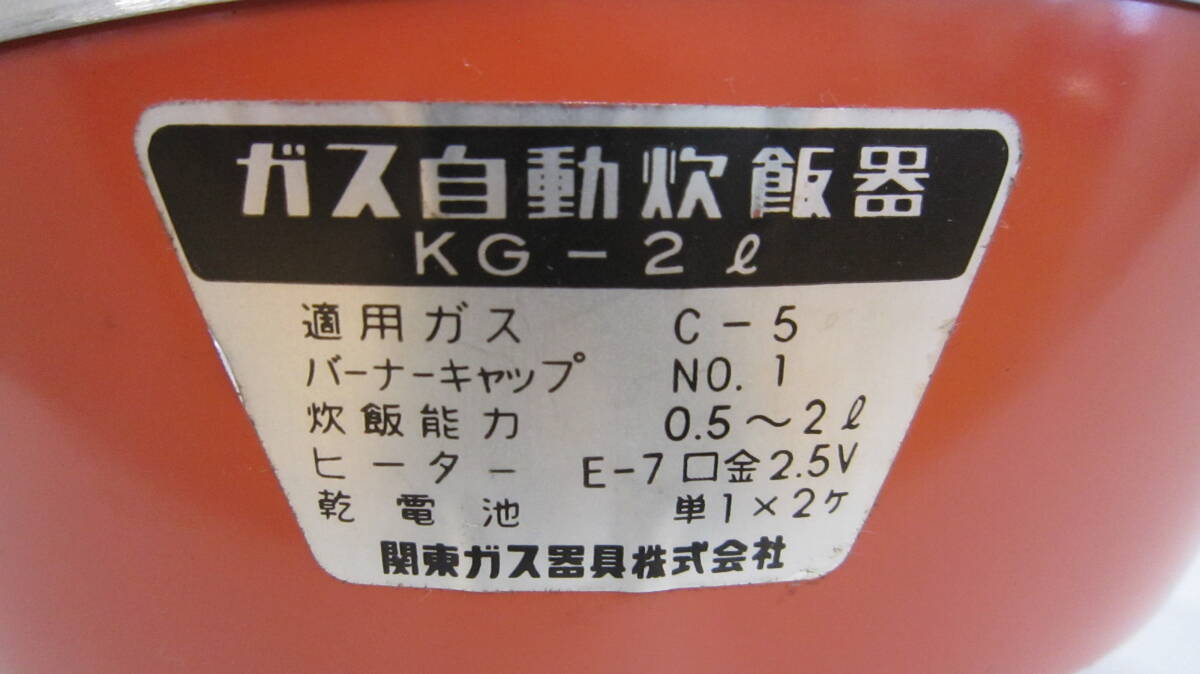 ガス自動炊飯器
KG-2ℓ
適用ガス C-5
バーナーキャップ NO.1
炊飯能力 0.5～2ℓ
ヒーター E-7口金2.5V
乾電池 単1×2ケ
関東ガス器具株式会社